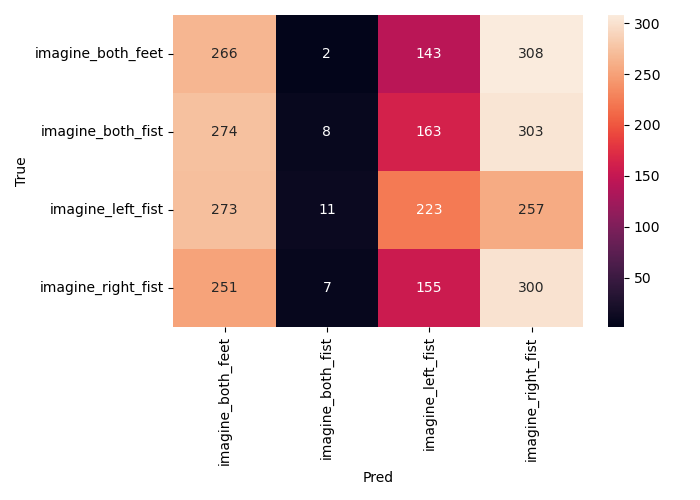 imagine_both_feet 266 2 143 308
imagine_both_fist 274 8 163 303
imagine_left_fist 273 11 223 257
imagine_right_fist 251 7 155 300
True
imagine_both_feet
imagine_both_fist
imagine_left_fist
imagine_right_fist
Pred
300
250
200
150
100
50